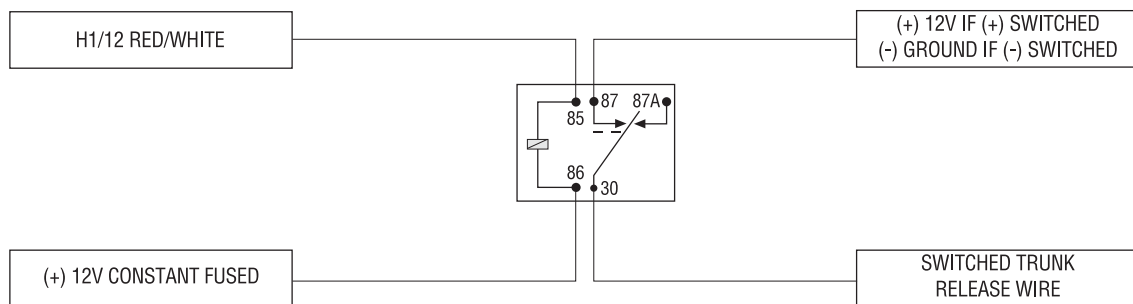 H1/12 RED/WHITE
(+) 12V IF (+) SWITCHED
(-) GROUND IF (-) SWITCHED
87 87A
85
86
30
(+) 12V CONSTANT FUSED
SWITCHED TRUNK
RELEASE WIRE